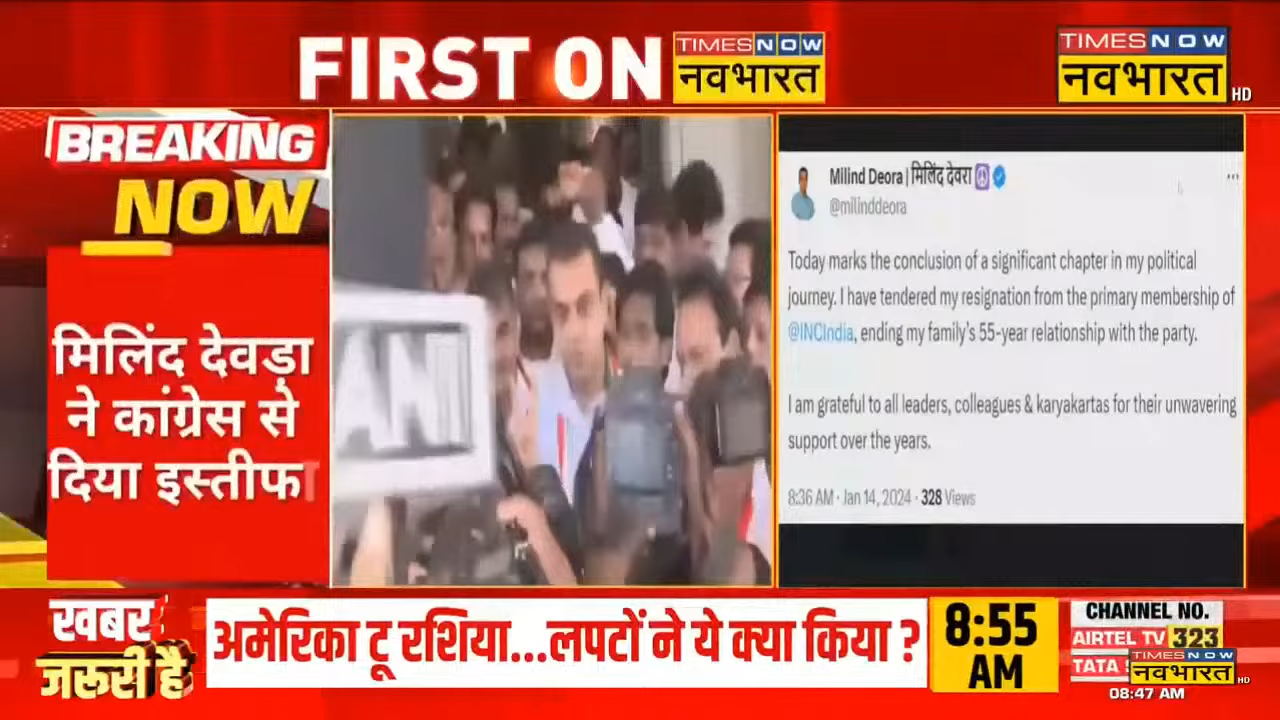 FIRST ON
TIMES NOW
नवभारत
TIMES NOW
नवभारत
HD
BREAKING
NOW
मिलिंद देवड़ा
ने कांग्रेस से
दिया इस्तीफ
ANI
Milind Deora | मिलिंद देवरा
@milinddeora
Today marks the conclusion of a significant chapter in my political
journey. I have tendered my resignation from the primary membership of
@INCIndia, ending my family's 55-year relationship with the party.
I am grateful to all leaders, colleagues & karyakartas for their unwavering
support over the years.
8:36 AM · Jan 14, 2024 · 328 Views
खबर
जरूरी है
अमेरिका टू रशिया...लपटों ने ये क्या किया ?
8:55
AM
CHANNEL NO.
AIRTEL TV 323
TATA
TIMES NOW
नवभारत
HD
08:47 AM